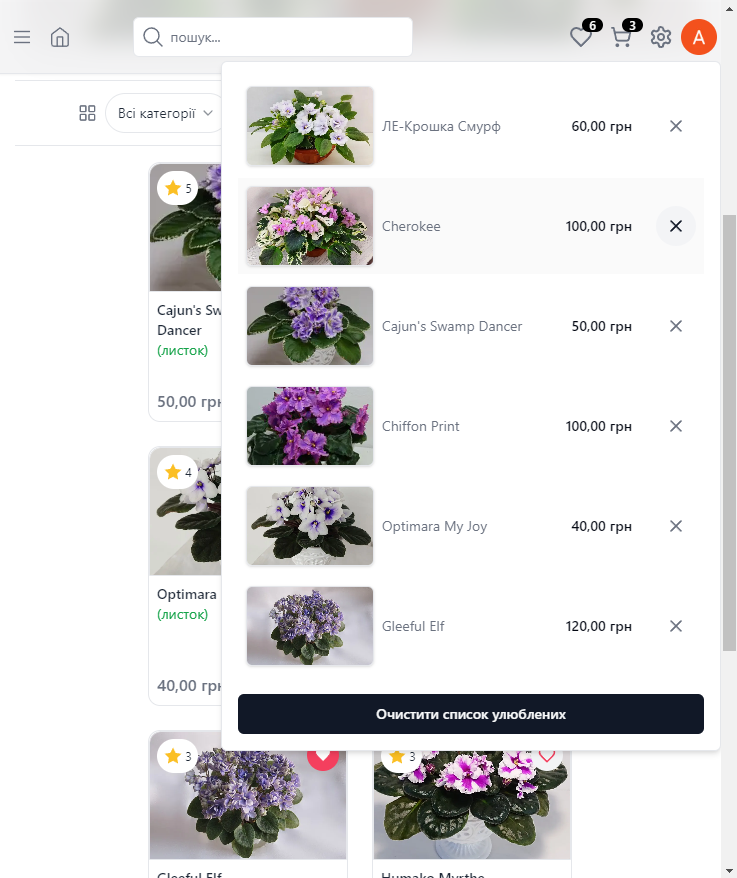 пошук...
6
3
A
Всі категорії
ЛЕ-Крошка Смурф
60,00 грн
Cherokee
100,00 грн
Cajun's Swamp Dancer
50,00 грн
Chiffon Print
100,00 грн
Optimara My Joy
40,00 грн
Gleeful Elf
120,00 грн
Очистити список улюблених
5
Cajun's Sw
Dancer
(листок)
50,00 грн
4
Optimara
(листок)
40,00 грн
3
Gleeful Elf
3
Humako Myrthe